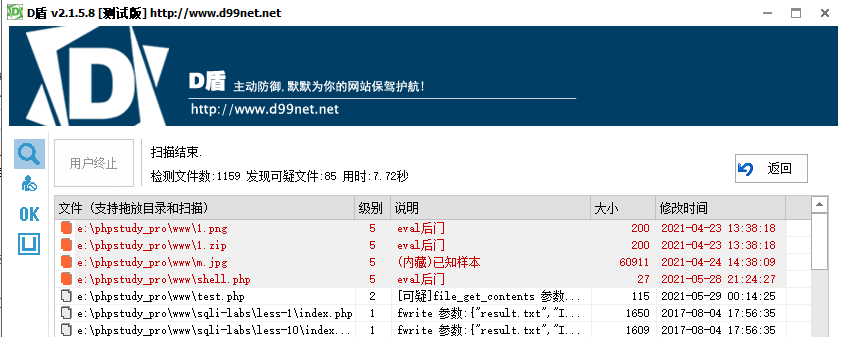 D盾 v2.1.5.8 [测试版] http://www.d99net.net
D盾 主动防御,默默为你的网站保驾护航!
http://www.d99net.net
用户终止
扫描结束.
检测文件数:1159 发现可疑文件:85 用时:7.72秒
返回
OK
文件 (支持拖放目录和扫描) 级别 说明 大小 修改时间
e:\phpstudy_pro\www\1.png 5 eval后门 200 2021-04-23 13:38:18
e:\phpstudy_pro\www\1.zip 5 eval后门 200 2021-04-23 13:38:18
e:\phpstudy_pro\www\m.jpg 5 (内藏)已知样本 60911 2021-04-24 14:38:09
e:\phpstudy_pro\www\shell.php 5 eval后门 27 2021-05-28 21:24:27
e:\phpstudy_pro\www\test.php 2 [可疑]file_get_contents 参数... 115 2021-05-29 00:14:25
e:\phpstudy_pro\www\sqli-labs\less-1\index.php 1 fwrite 参数:{"result.txt","I... 1650 2017-08-04 17:56:35
e:\phpstudy_pro\www\sqli-labs\less-10\index... 1 fwrite 参数:{"result.txt","I... 1609 2017-08-04 17:56:35